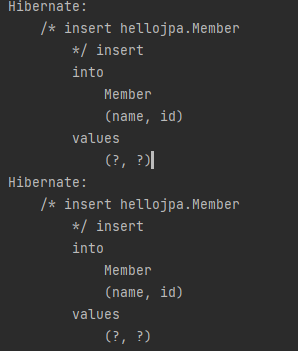 Hibernate:
/* insert hellojpa.Member
*/ insert
into
Member
(name, id)
values
(?, ?)
Hibernate:
/* insert hellojpa.Member
*/ insert
into
Member
(name, id)
values
(?, ?)